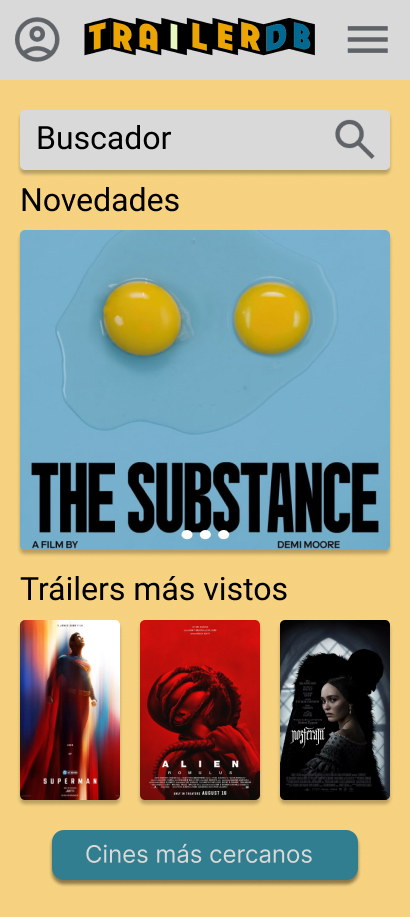 TRAILERDB
Buscador
Novedades
THE SUBSTANCE
A FILM BY DEMI MOORE
Tráilers más vistos
SUPERMAN
ALIEN
ROMULUS
ONLY IN THEATERS AUGUST 16
nosferatu
Cines más cercanos